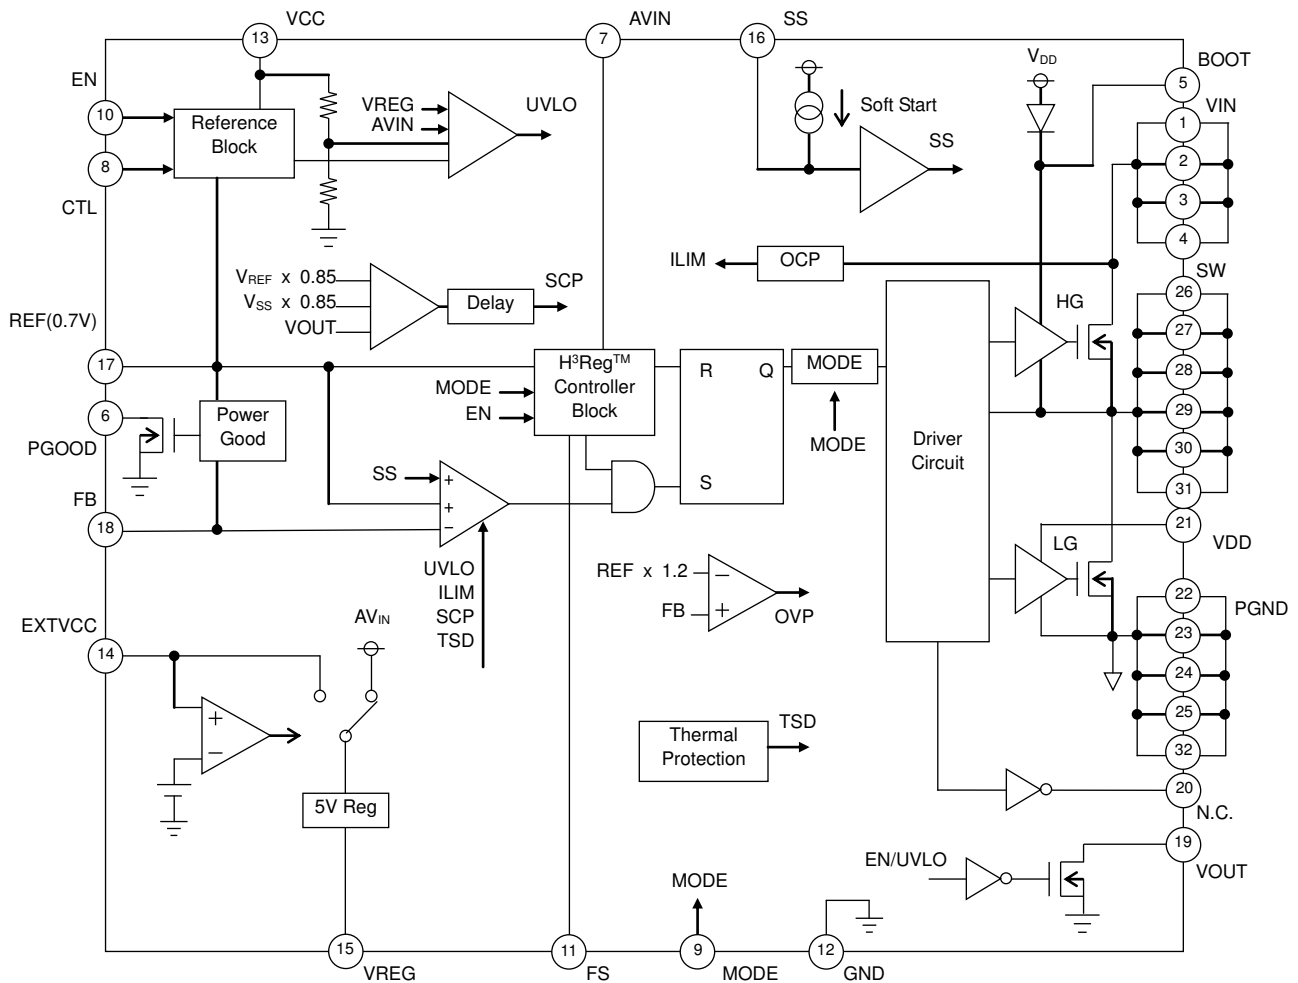 VCC
13
AVIN
7
SS
16
BOOT
5
EN
10
Reference
Block
8
CTL
VREG
AVIN
UVLO
Soft Start
SS
VDD
VIN
1
2
3
4
ILIM
OCP
SW
26
27
28
29
30
31
VREF x 0.85
VSS x 0.85
VOUT
Delay
SCP
HG
REF(0.7V)
17
H³Reg™
Controller
Block
MODE
EN
R
Q
S
MODE
MODE
Driver
Circuit
6
PGOOD
Power
Good
SS
+
+
−
FB
18
UVLO
ILIM
SCP
TSD
REF x 1.2
FB
−
+
OVP
LG
21
VDD
22
PGND
23
24
25
32
EXTVCC
14
AVIN
+
−
Thermal
Protection
TSD
5V Reg
20
N.C.
19
VOUT
EN/UVLO
MODE
15
VREG
11
FS
9
MODE
12
GND